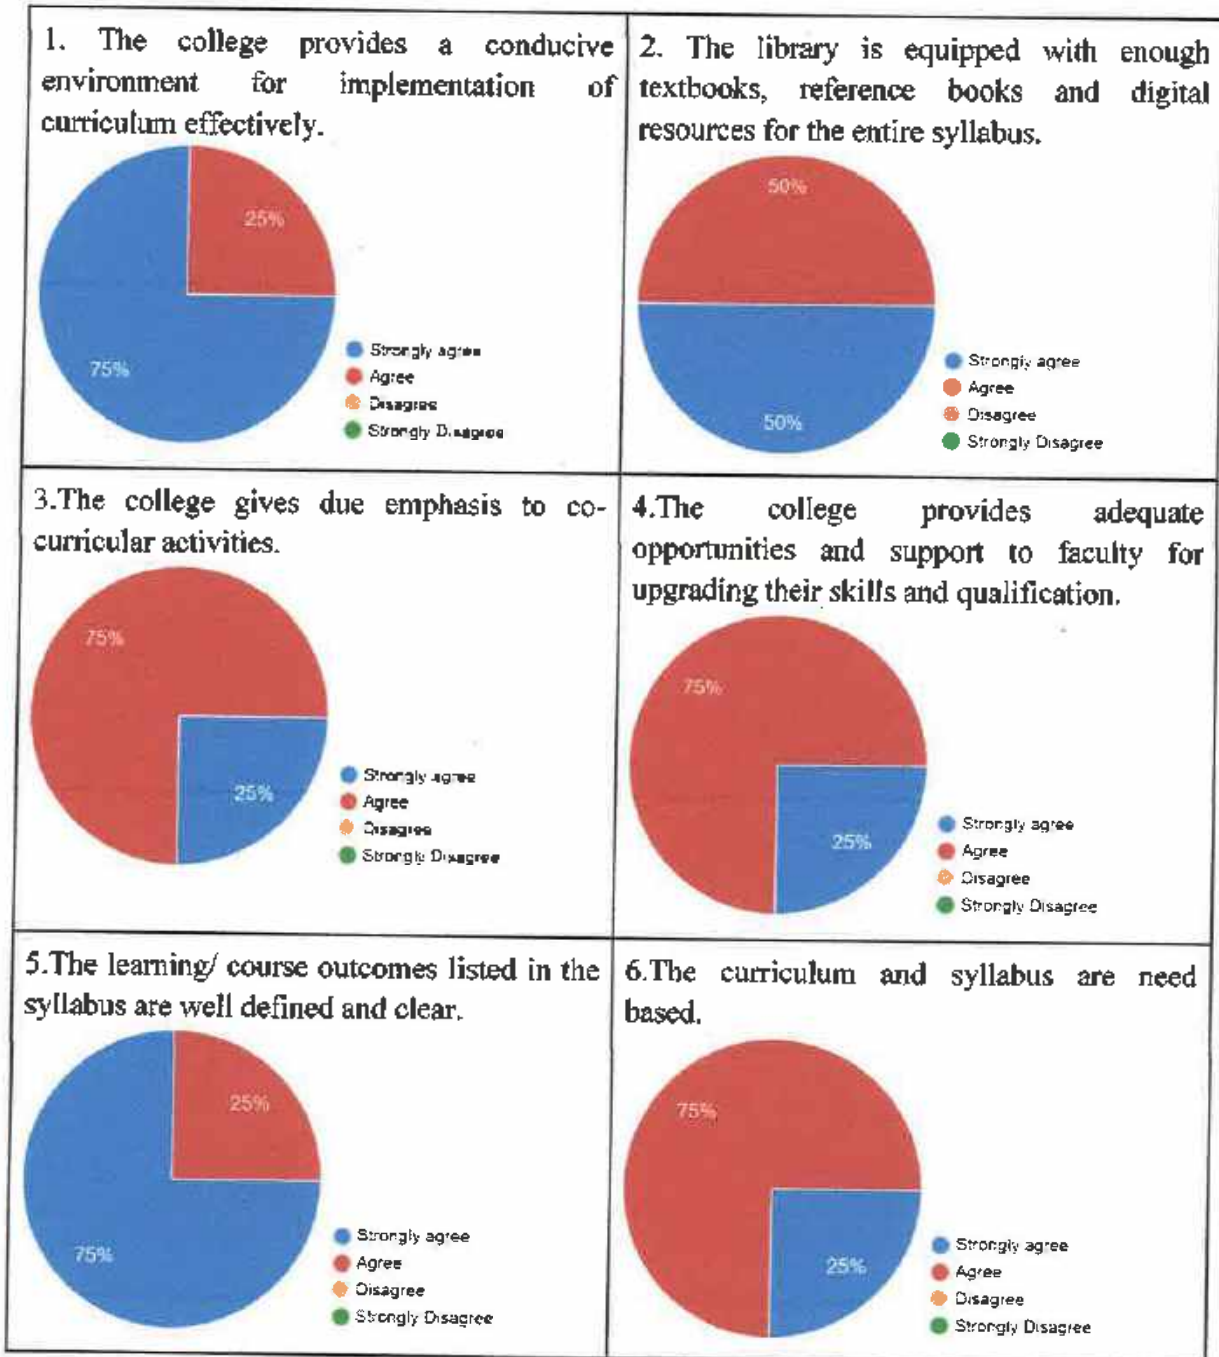 1. The college provides a conducive
environment for implementation of
curriculum effectively.
25%
75%
Strongly agree
Agree
Disagree
Strongly Disagree
2. The library is equipped with enough
textbooks, reference books and digital
resources for the entire syllabus.
50%
50%
Strongly agree
Agree
Disagree
Strongly Disagree
3.The college gives due emphasis to co-
curricular activities.
75%
25%
Strongly agree
Agree
Disagree
Strongly Disagree
4.The college provides adequate
opportunities and support to faculty for
upgrading their skills and qualification.
75%
25%
Strongly agree
Agree
Disagree
Strongly Disagree
5.The learning/ course outcomes listed in the
syllabus are well defined and clear.
25%
75%
Strongly agree
Agree
Disagree
Strongly Disagree
6.The curriculum and syllabus are need
based.
75%
25%
Strongly agree
Agree
Disagree
Strongly Disagree